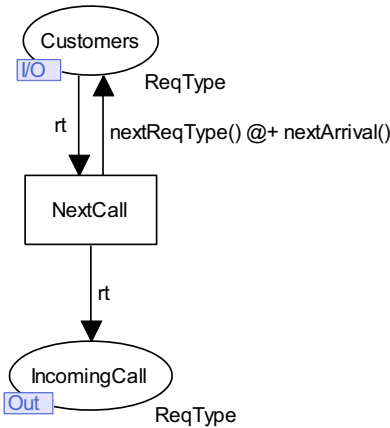 Customers
I/O
ReqType
rt
nextReqType() @+ nextArrival()
NextCall
rt
IncomingCall
Out
ReqType